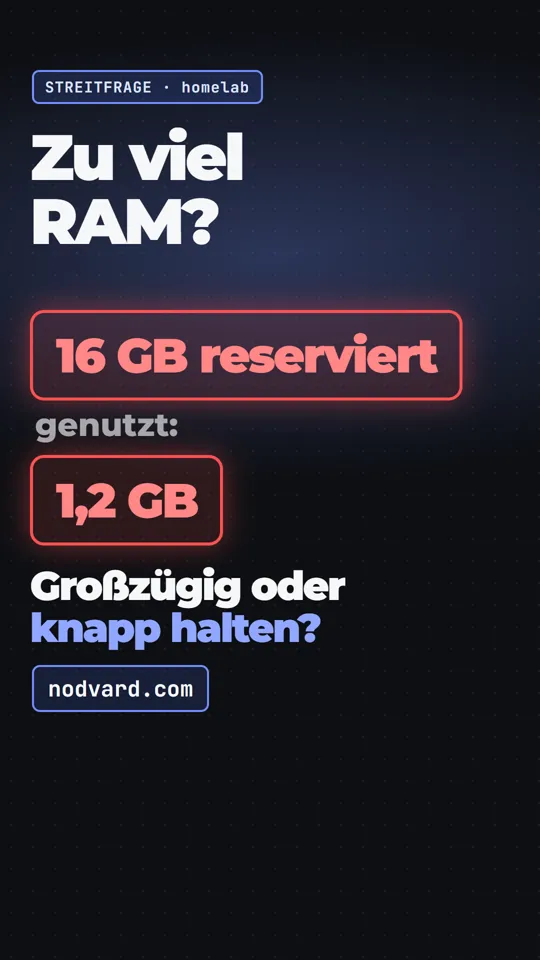 STREITFRAGE · homelab
Zu viel
RAM?
16 GB reserviert
genutzt:
1,2 GB
Großzügig oder
knapp halten?
nodvard.com